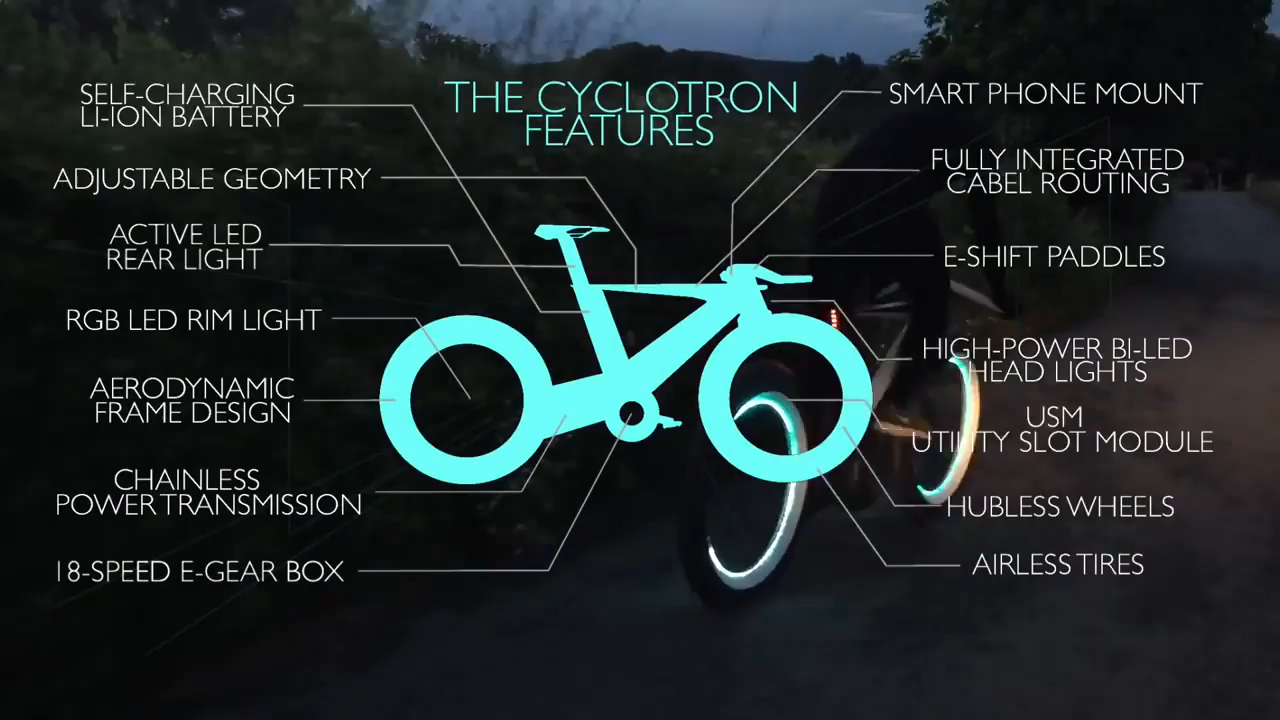 THE CYCLOTRON
FEATURES
SELF-CHARGING
LI-ION BATTERY
ADJUSTABLE GEOMETRY
ACTIVE LED
REAR LIGHT
RGB LED RIM LIGHT
AERODYNAMIC
FRAME DESIGN
CHAINLESS
POWER TRANSMISSION
18-SPEED E-GEAR BOX
SMART PHONE MOUNT
FULLY INTEGRATED
CABEL ROUTING
E-SHIFT PADDLES
HIGH-POWER BI-LED
HEAD LIGHTS
USM
UTILITY SLOT MODULE
HUBLESS WHEELS
AIRLESS TIRES